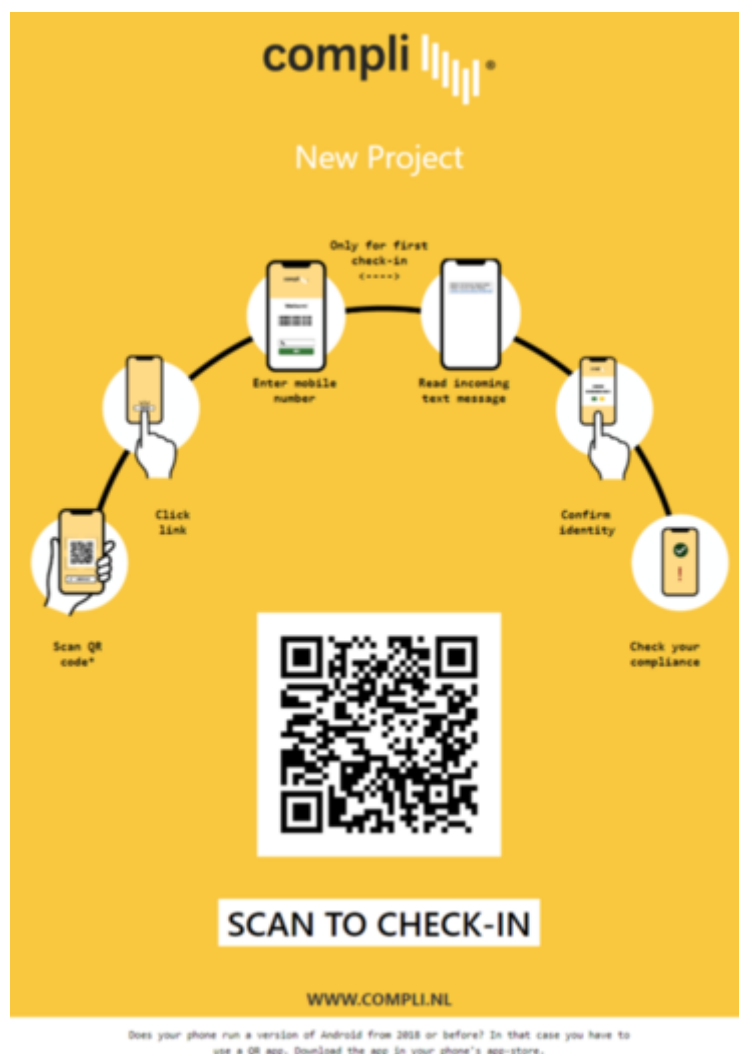 compli
New Project
Only for first
check-in
<---->
Enter mobile
number
Read incoming
text message
Click
link
Confirm
identity
Scan QR
code*
Check your
compliance
SCAN TO CHECK-IN
WWW.COMPLI.NL
Does your phone run a version of Android from 2018 or before? In that case you have to
use a QR app. Download the app in your phone's app-store.